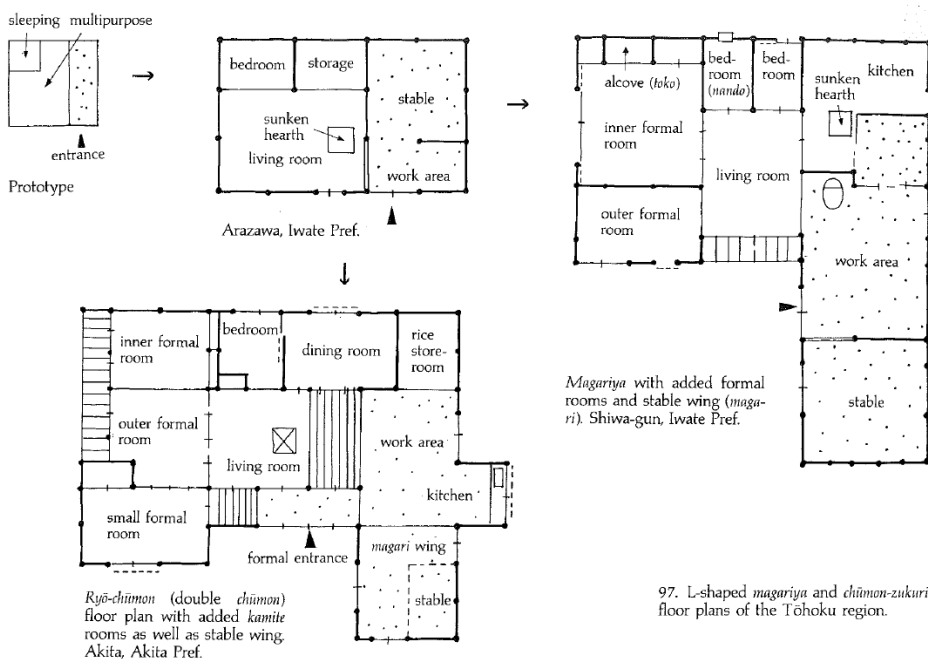 sleeping multipurpose
entrance
Prototype
bedroom
storage
stable
sunken
hearth
living room
work area
Arazawa, Iwate Pref.
alcove (toko)
bed-
room
(nando)
bed-
room
sunken
hearth
kitchen
inner formal
room
living room
outer formal
room
work area
stable
Magariya with added formal
rooms and stable wing (maga-
ri). Shiwa-gun, Iwate Pref.
inner formal
room
bedroom
dining room
rice
store-
room
outer formal
room
living room
work area
kitchen
small formal
room
formal entrance
magari wing
stable
Ryō-chūmon (double chūmon)
floor plan with added kamite
rooms as well as stable wing.
Akita, Akita Pref.
97. L-shaped magariya and chūmon-zukuri
floor plans of the Tōhoku region.